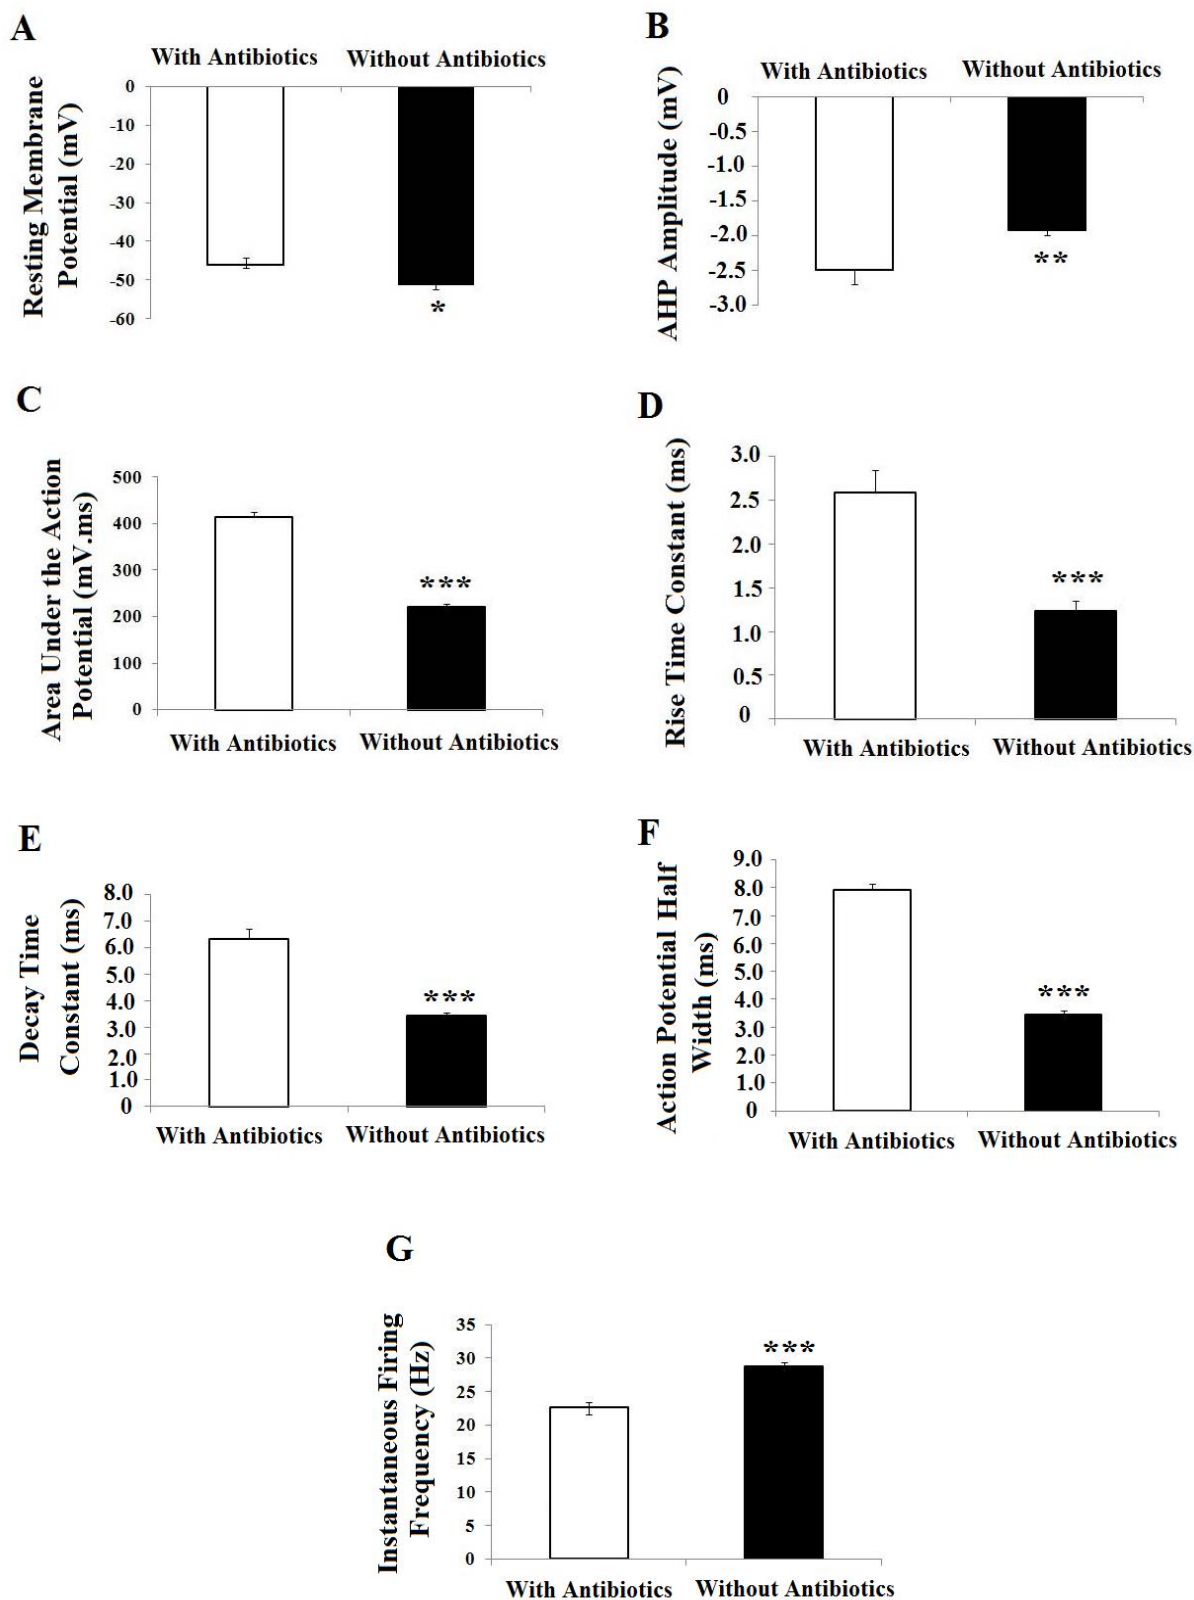 A
With Antibiotics
Without Antibiotics
Resting Membrane
Potential (mV)
0
-10
-20
-30
-40
-50
-60
*
B
With Antibiotics
Without Antibiotics
AHP Amplitude (mV)
0
-0.5
-1.0
-1.5
-2.0
-2.5
-3.0
**
C
Area Under the Action
Potential (mV.ms)
500
400
300
200
100
0
***
With Antibiotics
Without Antibiotics
D
Rise Time Constant (ms)
3.0
2.5
2.0
1.5
1.0
0.5
0
***
With Antibiotics
Without Antibiotics
E
Decay Time
Constant (ms)
8.0
7.0
6.0
5.0
4.0
3.0
2.0
1.0
0
***
With Antibiotics
Without Antibiotics
F
Action Potential Half
Width (ms)
9.0
8.0
7.0
6.0
5.0
4.0
3.0
2.0
1.0
0
***
With Antibiotics
Without Antibiotics
G
Instantaneous Firing
Frequency (Hz)
35
30
25
20
15
10
5
0
***
With Antibiotics
Without Antibiotics